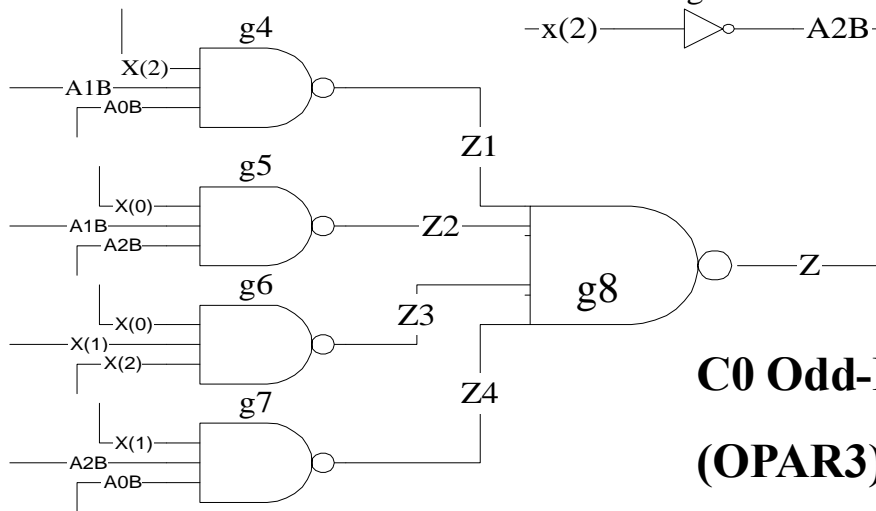 g4
x(2)
A2B
X(2)
A1B
A0B
Z1
g5
X(0)
A1B
A2B
Z2
g8
Z
g6
X(0)
X(1)
X(2)
Z3
g7
X(1)
A2B
A0B
Z4
C0
(OPAR3)